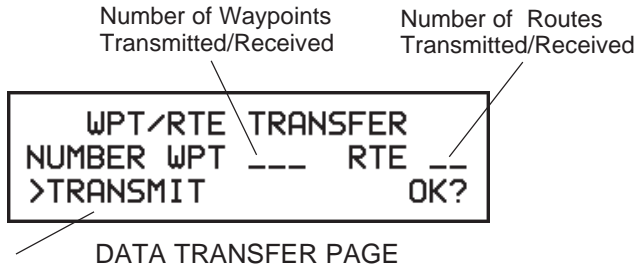 Number of Waypoints
Transmitted/Received
Number of Routes
Transmitted/Received
WPT/RTE TRANSFER
NUMBER WPT ___ RTE __
>TRANSMIT OK?
DATA TRANSFER PAGE